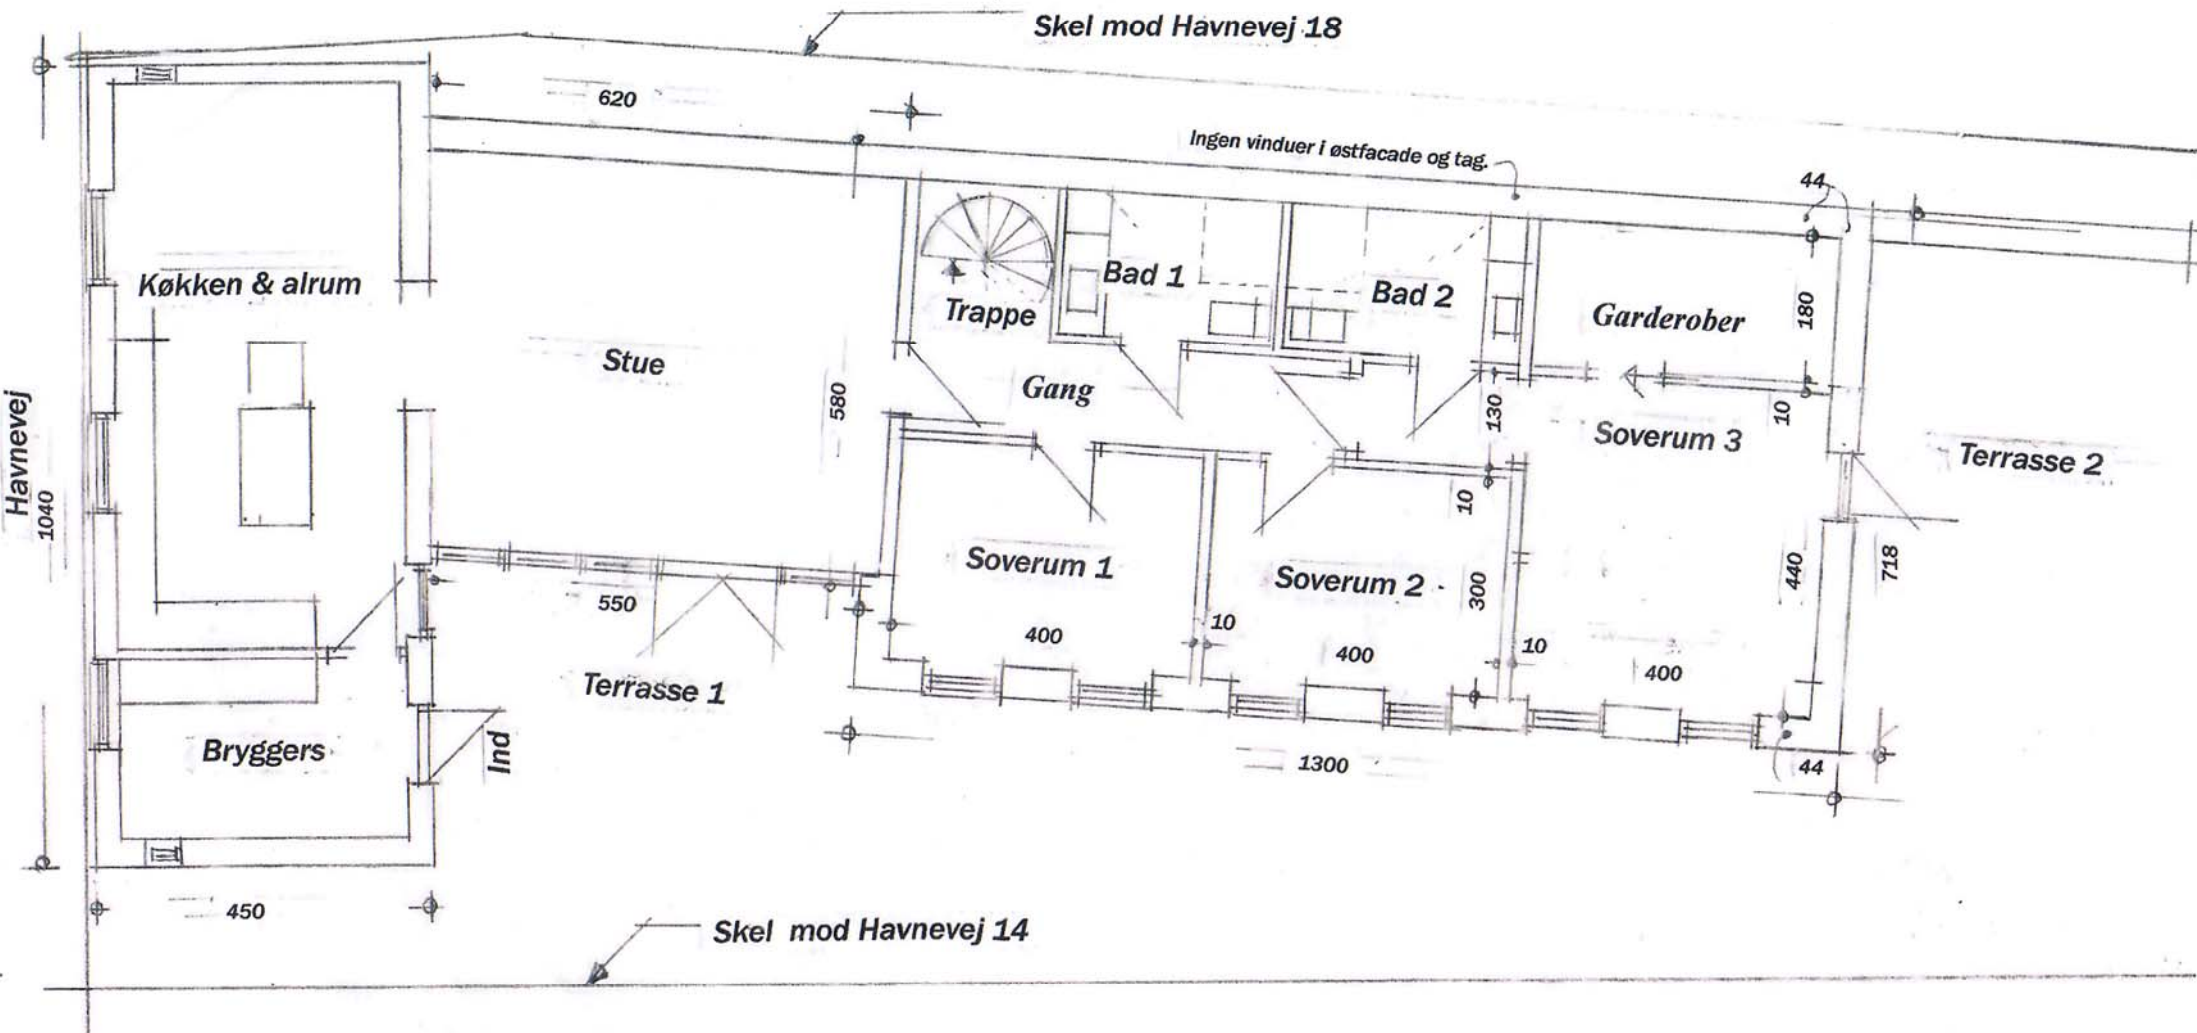 Skel mod Havnevej 18
620
Ingen vinduer i østfacade og tag.
44
Køkken & alrum
Stue
Trappe
Bad 1
Bad 2
Garderober
180
Gang
580
130
10
Soverum 3
Terrasse 2
Havnevej
1040
10
Soverum 1
Soverum 2
300
440
718
550
400
10
400
10
400
Terrasse 1
Bryggers
Ind
1300
44
450
Skel mod Havnevej 14